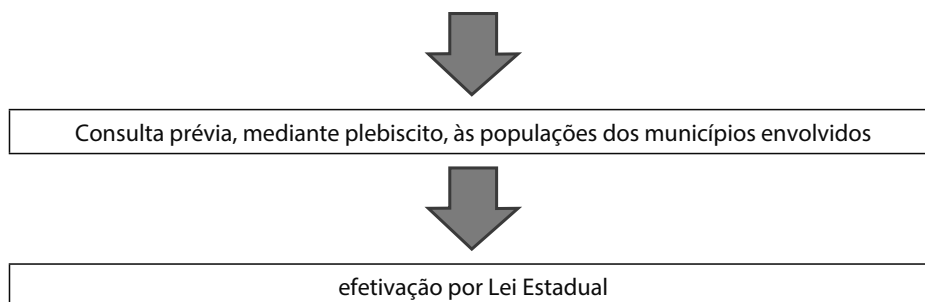 Consulta prévia, mediante plebiscito, às populações dos municípios envolvidos
efetivação por Lei Estadual